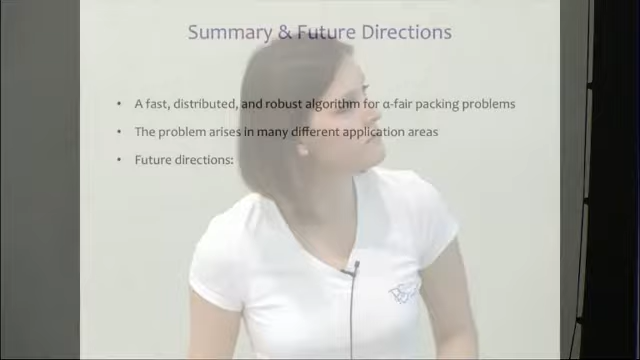 Summary & Future Directions
• A fast, distributed, and robust algorithm for α-fair packing problems
• The problem arises in many different application areas
• Future directions: